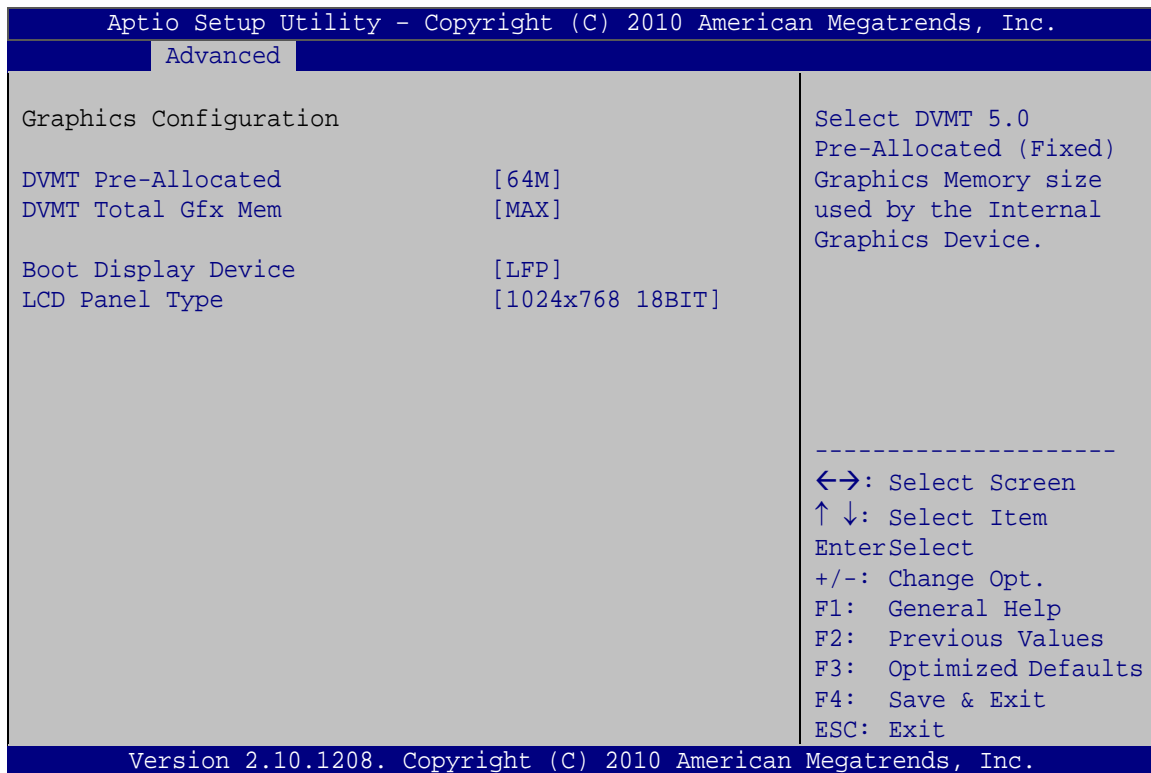 Aptio Setup Utility – Copyright (C) 2010 American Megatrends, Inc.
Advanced
Graphics Configuration
DVMT Pre-Allocated [64M]
DVMT Total Gfx Mem [MAX]
Boot Display Device [LFP]
LCD Panel Type [1024x768 18BIT]
Select DVMT 5.0
Pre-Allocated (Fixed)
Graphics Memory size
used by the Internal
Graphics Device.
---------------------
←→: Select Screen
↑ ↓: Select Item
EnterSelect
+/-: Change Opt.
F1: General Help
F2: Previous Values
F3: Optimized Defaults
F4: Save & Exit
ESC: Exit
Version 2.10.1208. Copyright (C) 2010 American Megatrends, Inc.